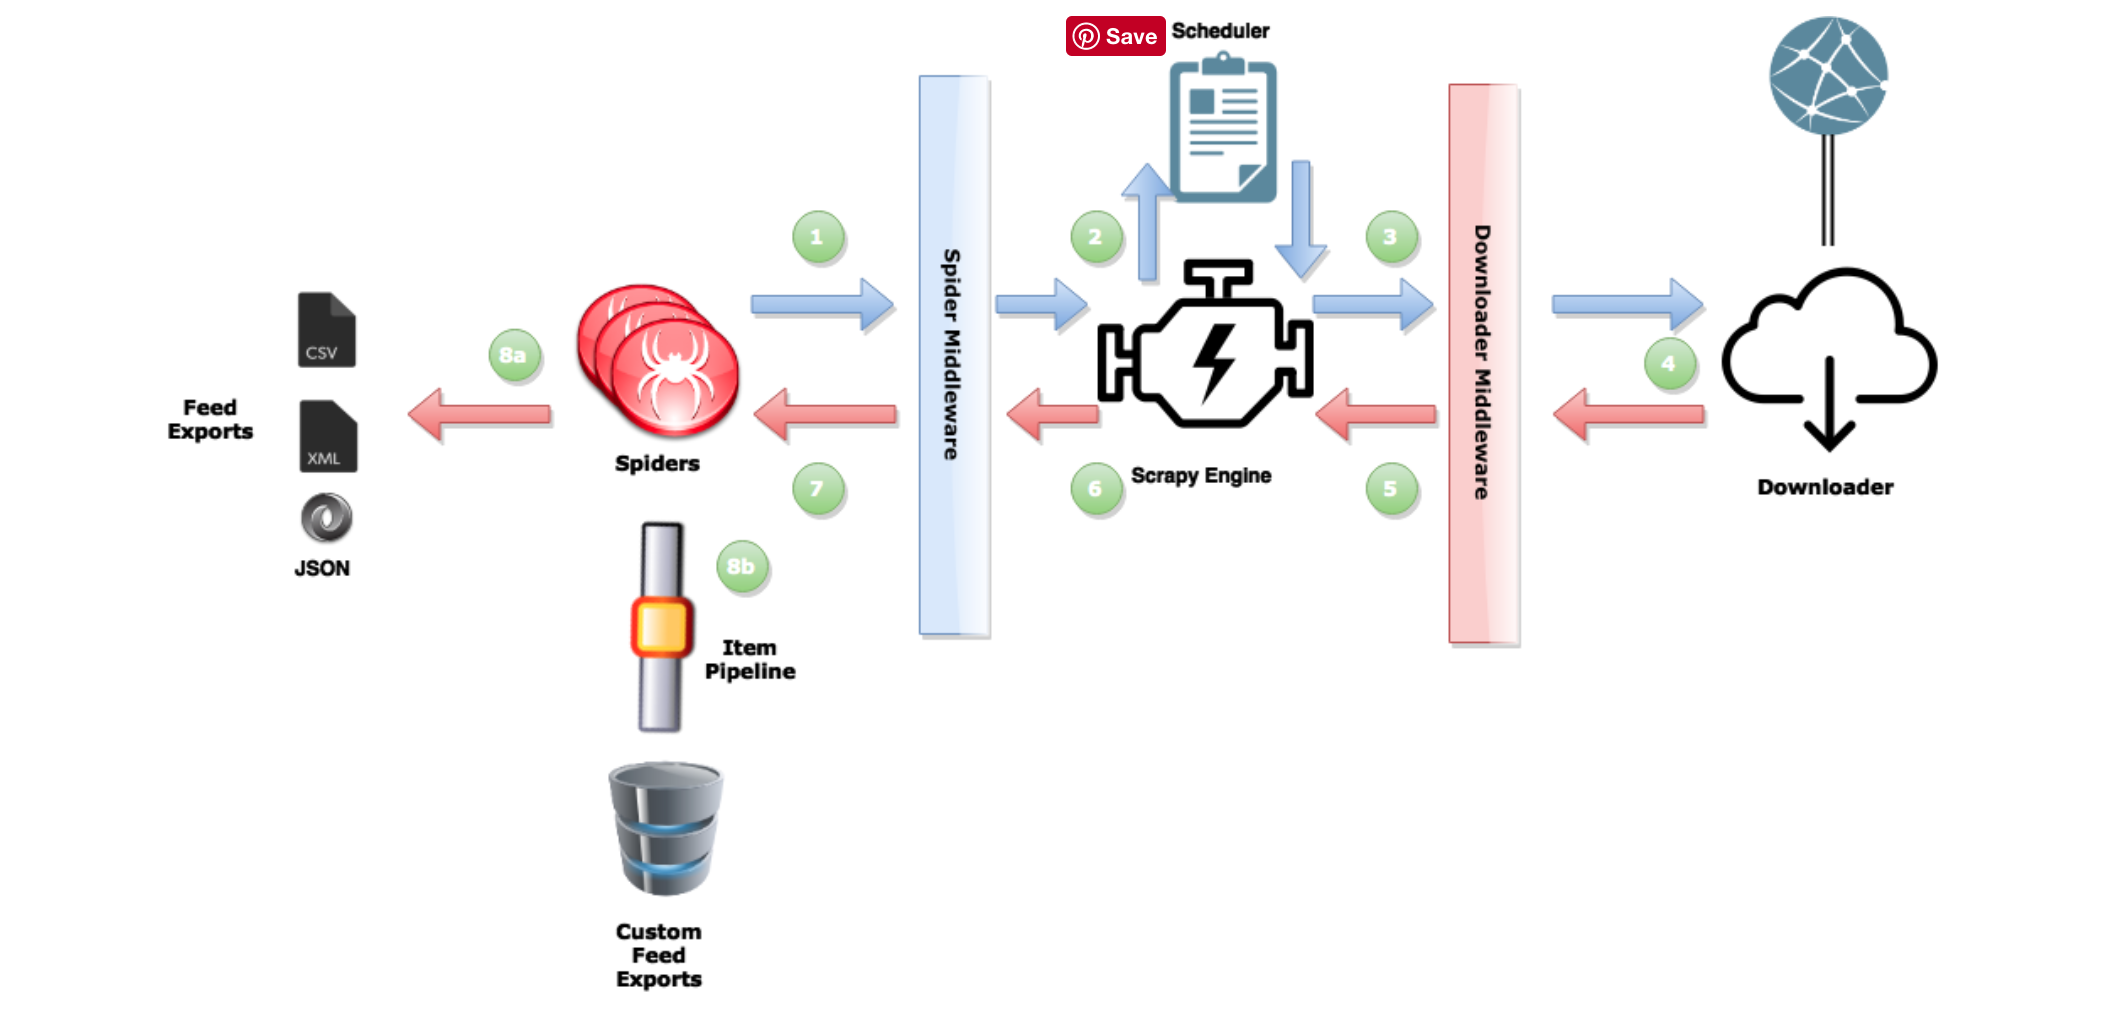 Save
Scheduler
1
2
3
Spider Middleware
Downloader Middleware
CSV
8a
4
Feed
Exports
XML
Spiders
7
6
Scrapy Engine
5
Downloader
JSON
8b
Item
Pipeline
Custom
Feed
Exports